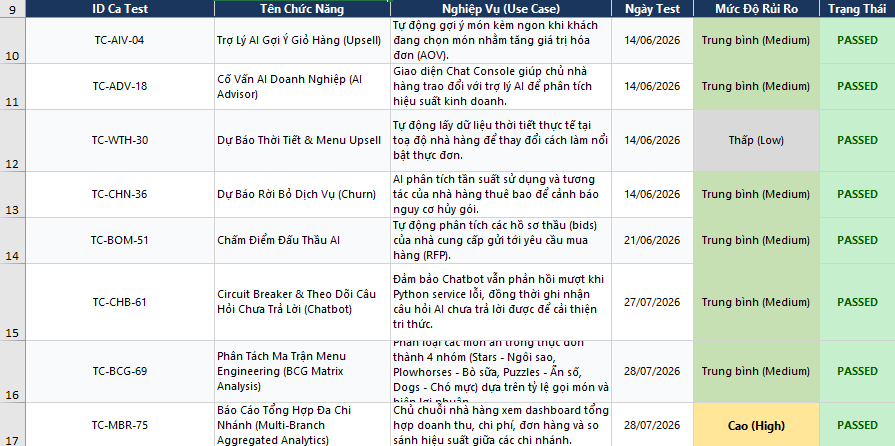 9 ID Ca Test Tên Chức Năng Nghiệp Vụ (Use Case) Ngày Test Mức Độ Rủi Ro Trạng Thái
Tự động gợi ý món kèm ngon khi khách
10 TC-AIV-04 Trợ Lý AI Gợi Ý Giỏ Hàng (Upsell) đang chọn món nhằm tăng giá trị hóa 14/06/2026 Trung bình (Medium) PASSED
đơn (AOV).
Giao diện Chat Console giúp chủ nhà
11 TC-ADV-18 Cố Vấn AI Doanh Nghiệp (AI hàng trao đổi với trợ lý AI để phân tích 14/06/2026 Trung bình (Medium) PASSED
Advisor) hiệu suất kinh doanh.
Tự động lấy dữ liệu thời tiết thực tế tại
12 TC-WTH-30 Dự Báo Thời Tiết & Menu Upsell toạ độ nhà hàng để thay đổi cách làm nổi 14/06/2026 Thấp (Low) PASSED
bật thực đơn.
AI phân tích tần suất sử dụng và tương
13 TC-CHN-36 Dự Báo Rời Bỏ Dịch Vụ (Churn) tác của nhà hàng thuê bao để cảnh báo 14/06/2026 Trung bình (Medium) PASSED
nguy cơ hủy gói.
Tự động phân tích các hồ sơ thầu (bids)
14 TC-BOM-51 Chấm Điểm Đấu Thầu AI của nhà cung cấp gửi tới yêu cầu mua 21/06/2026 Trung bình (Medium) PASSED
hàng (RFP).
Đảm bảo Chatbot vẫn phản hồi mượt khi
15 TC-CHB-61 Circuit Breaker & Theo Dõi Câu Python service lỗi, đồng thời ghi nhận 27/07/2026 Trung bình (Medium) PASSED
Hỏi Chưa Trả Lời (Chatbot) câu hỏi AI chưa trả lời được để cải thiện
tri thức.
Phân loại các món ăn trong thực đơn
Phân Tách Ma Trận Menu thành 4 nhóm (Stars - Ngôi sao,
16 TC-BCG-69 Engineering (BCG Matrix Plowhorses - Bò sữa, Puzzles - Ẩn số, 28/07/2026 Trung bình (Medium) PASSED
Analysis) Dogs - Chó mực) dựa trên tỷ lệ gọi món và
Báo Cáo Tổng Hợp Đa Chi Chủ chuỗi nhà hàng xem dashboard tổng
17 TC-MBR-75 Nhánh (Multi-Branch hợp doanh thu, chi phí, đơn hàng và so 28/07/2026 Cao (High) PASSED
Aggregated Analytics) sánh hiệu suất giữa các chi nhánh.